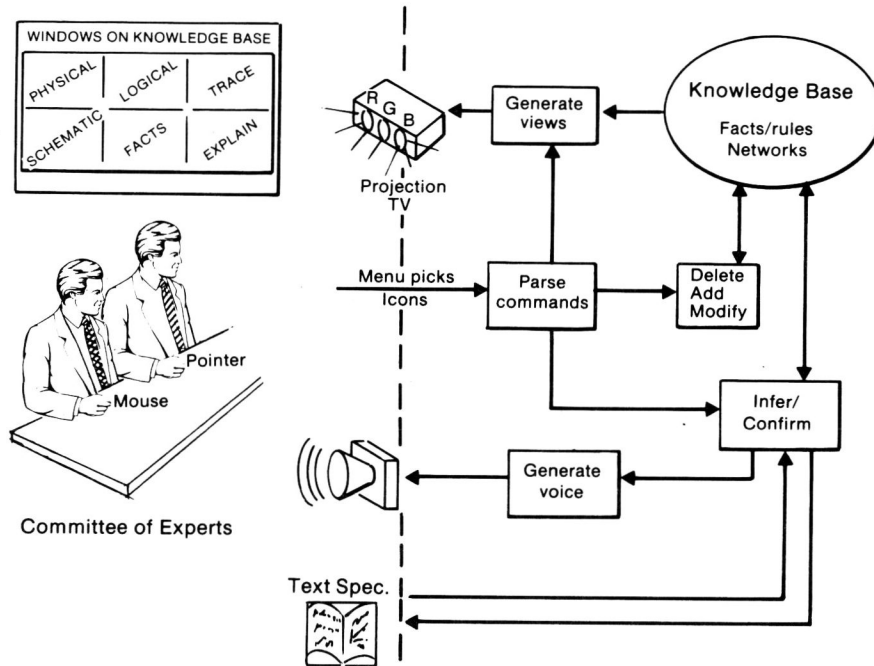 WINDOWS ON KNOWLEDGE BASE
PHYSICAL
LOGICAL
TRACE
SCHEMATIC
FACTS
EXPLAIN
R
G
B
Projection
TV
Generate
views
Knowledge Base
Facts/rules
Networks
Menu picks
Icons
Parse
commands
Delete
Add
Modify
Pointer
Mouse
Committee of Experts
Infer/
Confirm
Generate
voice
Text Spec.